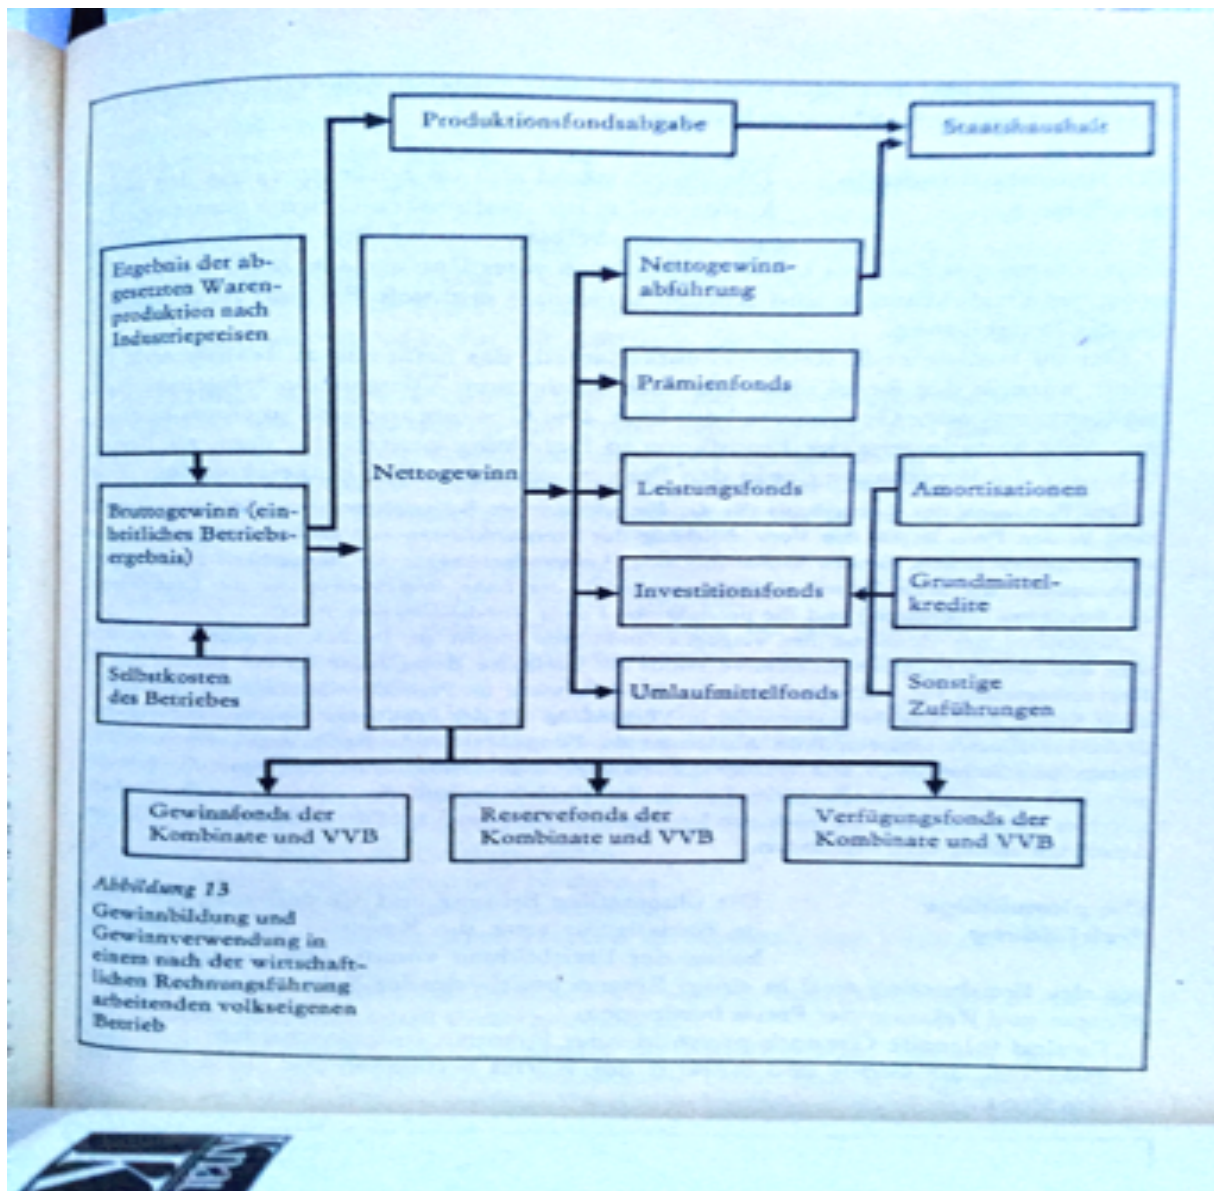 Produktionsfondsabgabe
Staatshaushalt
Ergebnis der ab-
gesetzten Waren-
produktion nach
Industriepreisen
Nettogewinn-
abführung
Prämienfonds
Nettogewinn
Leistungsfonds
Amortisationen
Bruttogewinn (ein-
heitliches Betriebs-
ergebnis)
Investitionsfonds
Grundmittel-
kredite
Selbstkosten
des Betriebes
Umlaufmittelfonds
Sonstige
Zuführungen
Gewinnfonds der
Kombinate und VVB
Reservefonds der
Kombinate und VVB
Verfügungsfonds der
Kombinate und VVB
Abbildung 13
Gewinnbildung und
Gewinnverwendung in
einem nach der wirtschaft-
lichen Rechnungsführung
arbeitenden volkseigenen
Betrieb
K